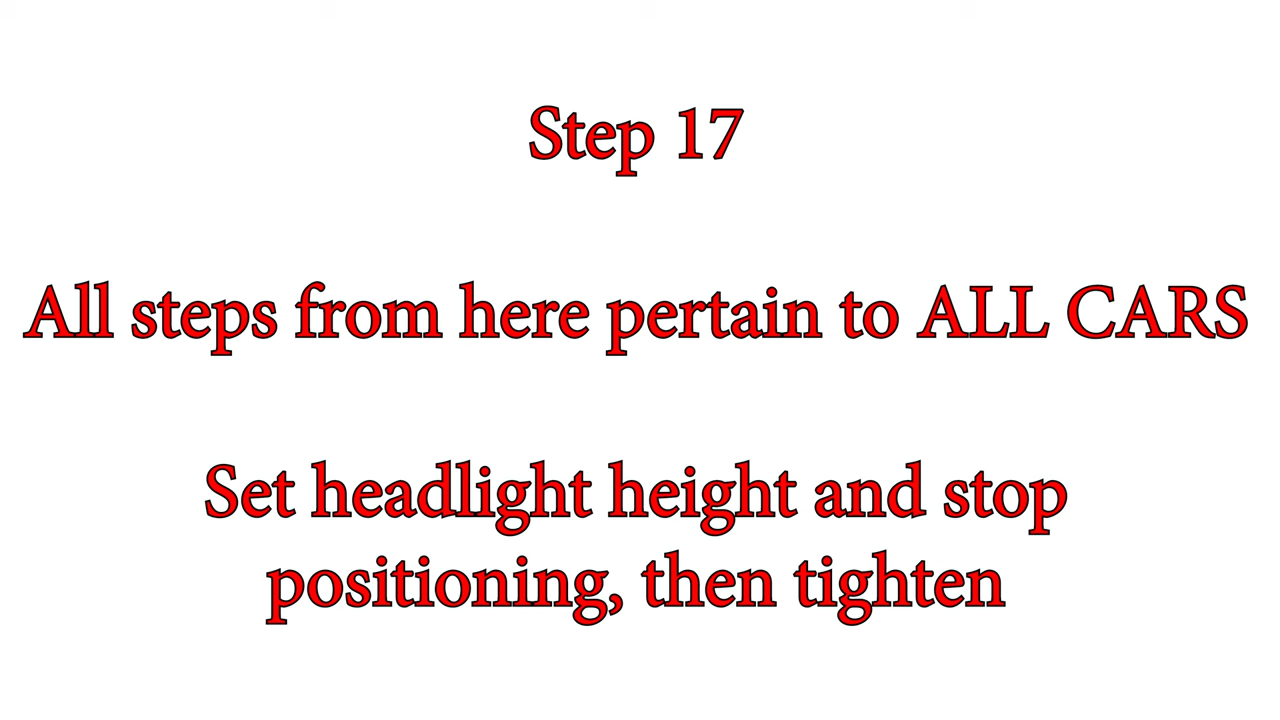 Step 17
All steps from here pertain to ALL CARS
Set headlight height and stop
positioning, then tighten